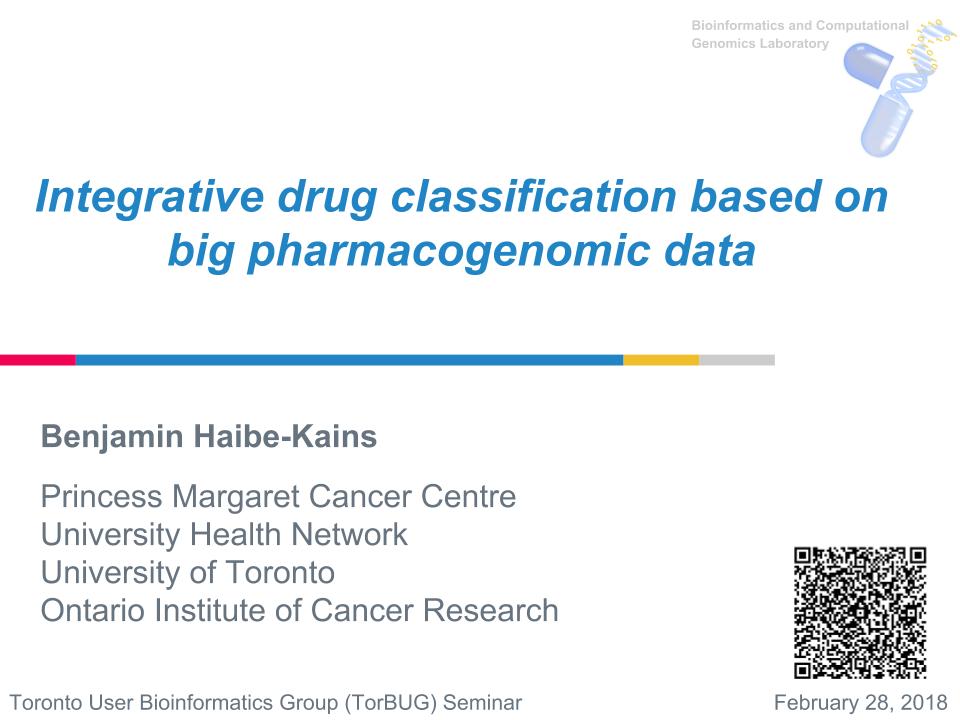 Bioinformatics and Computational
Genomics Laboratory
Integrative drug classification based on
big pharmacogenomic data
Benjamin Haibe-Kains
Princess Margaret Cancer Centre
University Health Network
University of Toronto
Ontario Institute of Cancer Research
Toronto User Bioinformatics Group (TorBUG) Seminar
February 28, 2018